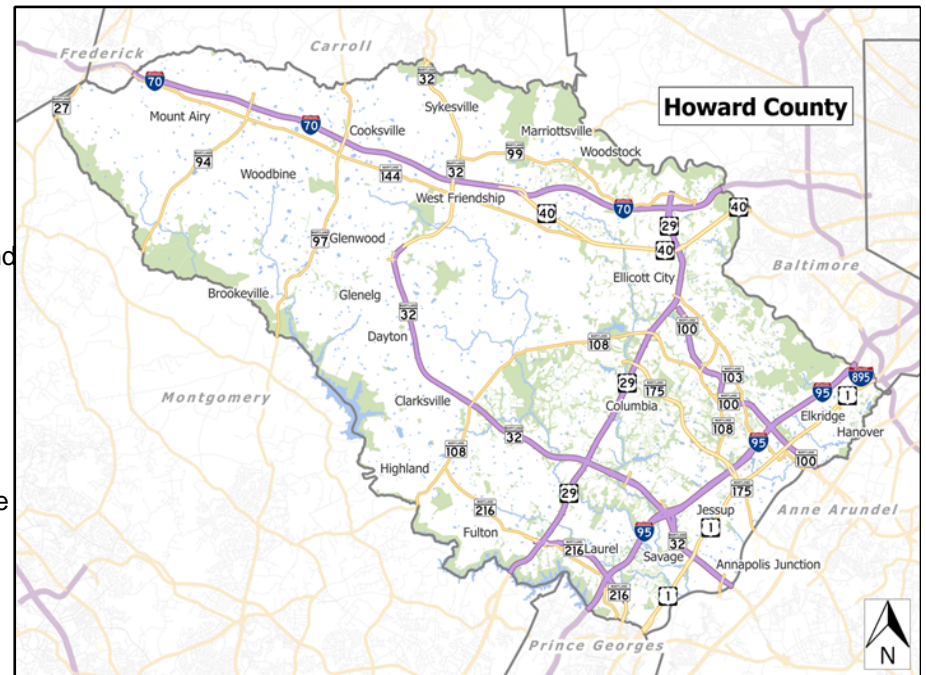 Frederick
Carroll
70
32
27
Howard County
Sykesville
Mount Airy
70
Cooksville
Marriottsville
99
Woodstock
94
32
Woodbine
144
West Friendship
40
70
40
29
97
Glenwood
40
nd
Baltimore
Ellicott City
Brookeville
Glenelg
32
100
Dayton
108
103
895
29
175
95
1
Montgomery
Clarksville
Columbia
100
Elkridge
108
Hanover
32
95
108
100
Highland
175
29
e
216
Jessup
Anne Arundel
Fulton
95
1
216
Laurel
32
Savage
Annapolis Junction
216
1
Prince Georges
N